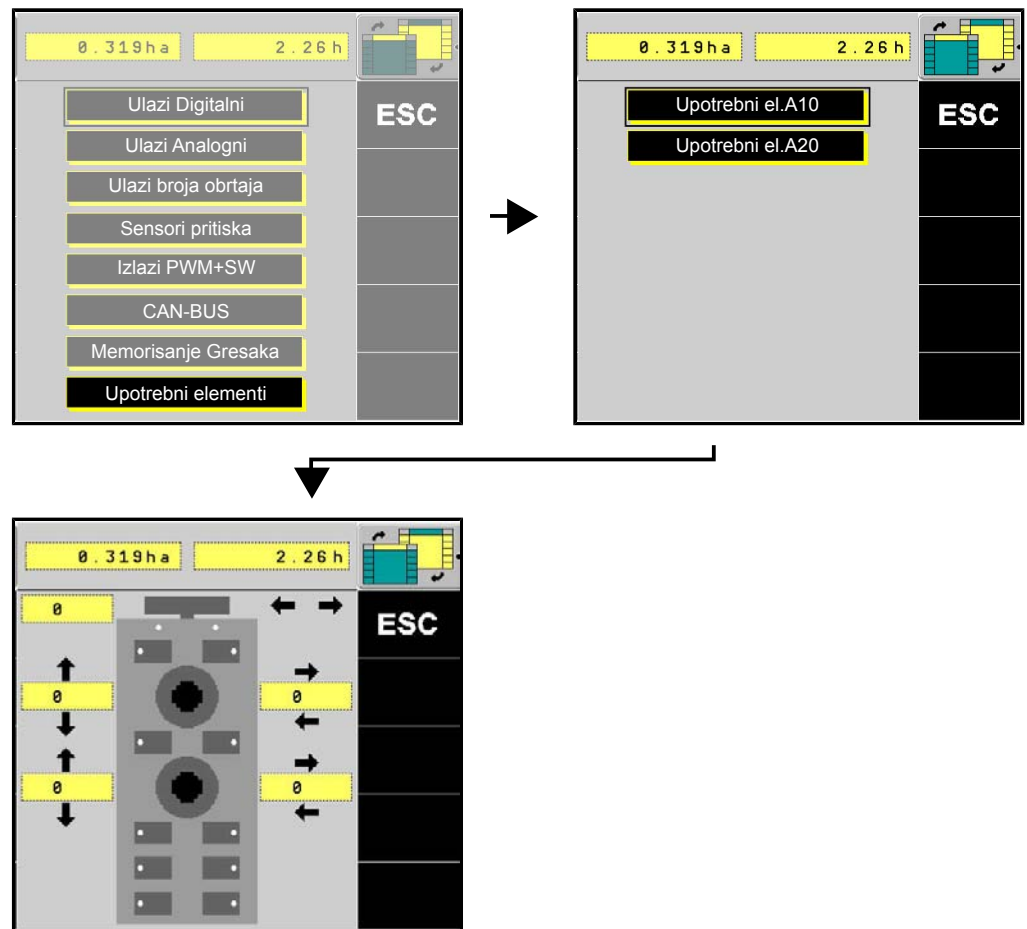 0.319ha 2.26h
Ulazi Digitalni
ESC
Ulazi Analogni
Ulazi broja obrtaja
Sensori pritiska
Izlazi PWM+SW
CAN-BUS
Memorisanje Gresaka
Upotrebni elementi
0.319ha 2.26h
Upotrebni el.A10
ESC
Upotrebni el.A20
0.319ha 2.26h
0
ESC
0 0
0 0